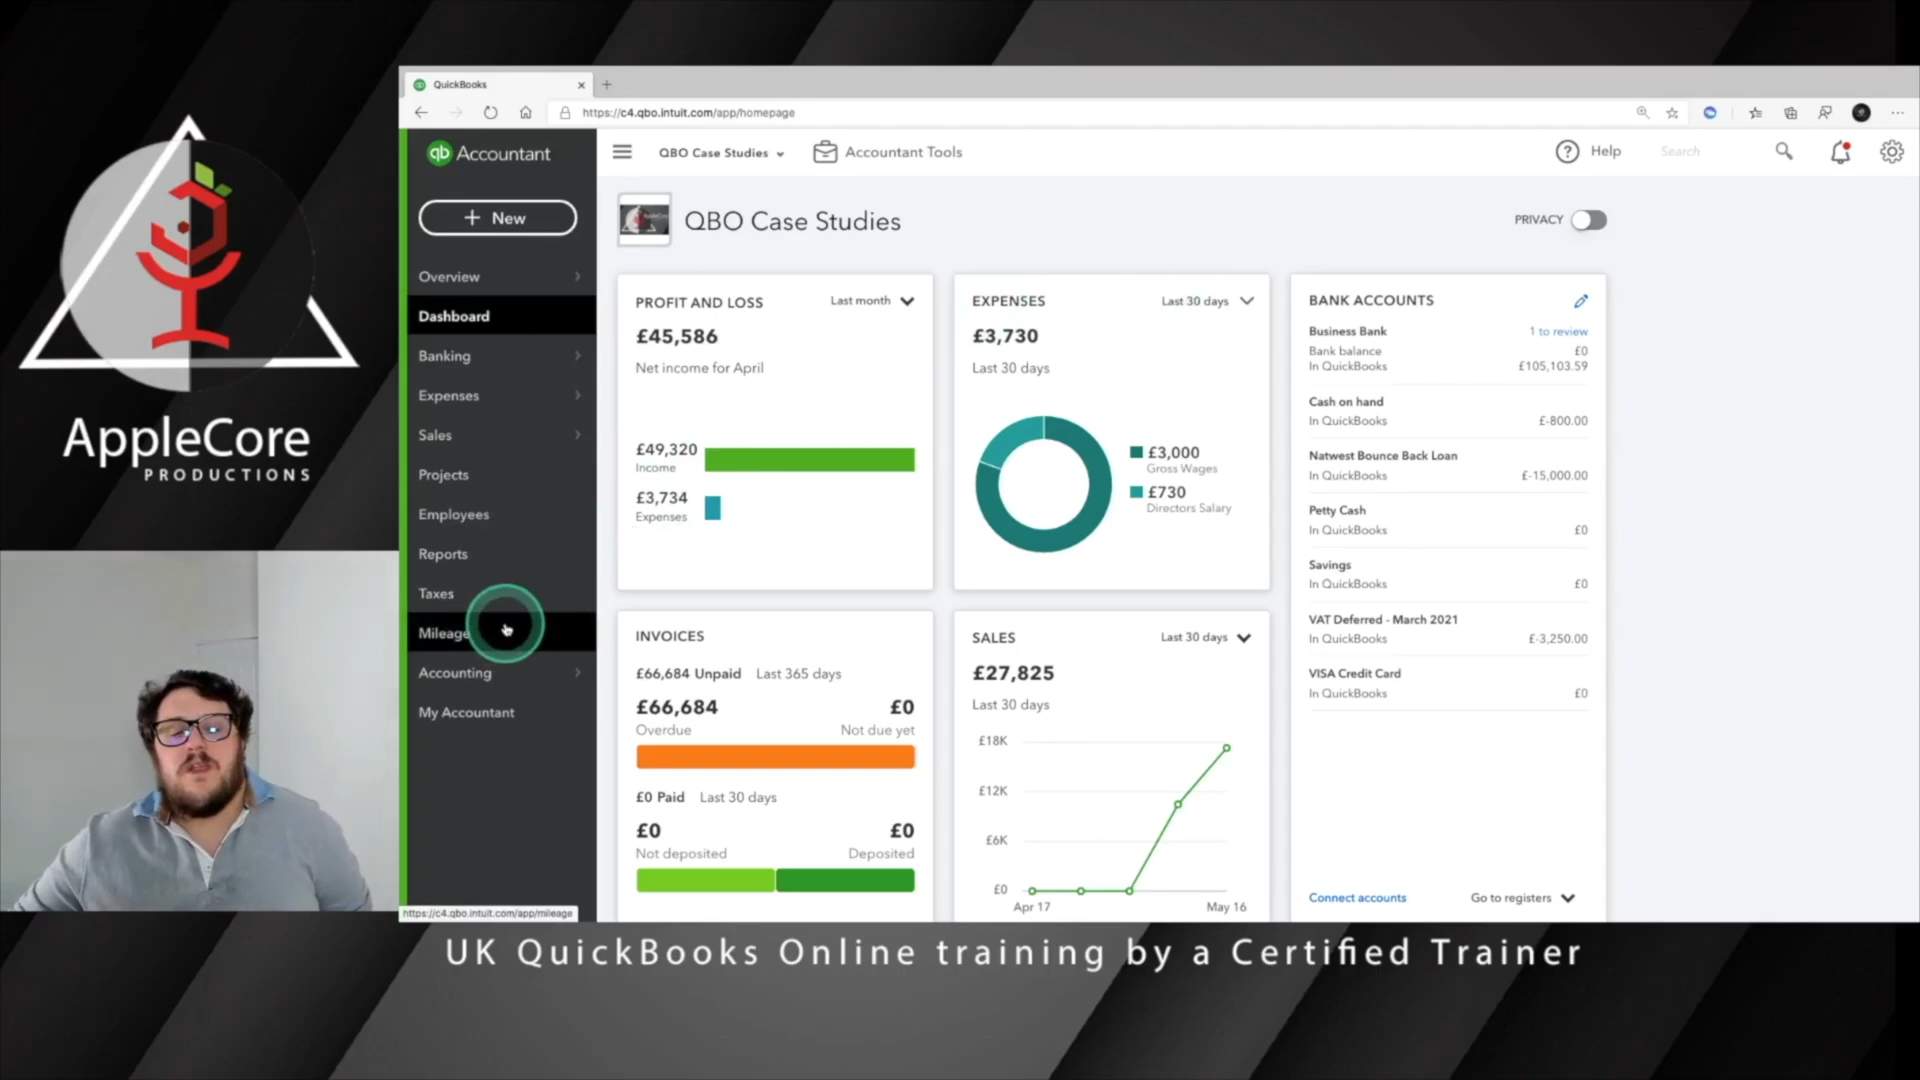 QuickBooks
https://c4.qbo.intuit.com/app/homepage
qb Accountant
QBO Case Studies
Accountant Tools
Help
Search
+ New
QBO Case Studies
PRIVACY
Overview
Dashboard
Banking
Expenses
Sales
Projects
Employees
Reports
Taxes
Mileage
Accounting
My Accountant
PROFIT AND LOSS
Last month
£45,586
Net income for April
£49,320
Income
£3,734
Expenses
EXPENSES
Last 30 days
£3,730
Last 30 days
£3,000
Gross Wages
£730
Directors Salary
BANK ACCOUNTS
Business Bank
1 to review
Bank balance
£0
In QuickBooks
£105,103.59
Cash on hand
In QuickBooks
£-800.00
Natwest Bounce Back Loan
In QuickBooks
£-15,000.00
Petty Cash
In QuickBooks
£0
Savings
In QuickBooks
£0
VAT Deferred - March 2021
In QuickBooks
£-3,250.00
VISA Credit Card
In QuickBooks
£0
Connect accounts
Go to registers
INVOICES
£66,684 Unpaid Last 365 days
£66,684
£0
Overdue
Not due yet
£0 Paid Last 30 days
£0
£0
Not deposited
Deposited
SALES
Last 30 days
£27,825
Last 30 days
£18K
£12K
£6K
£0
Apr 17
May 16
https://c4.qbo.intuit.com/app/mileage
AppleCore
PRODUCTIONS
UK QuickBooks Online training by a Certified Trainer